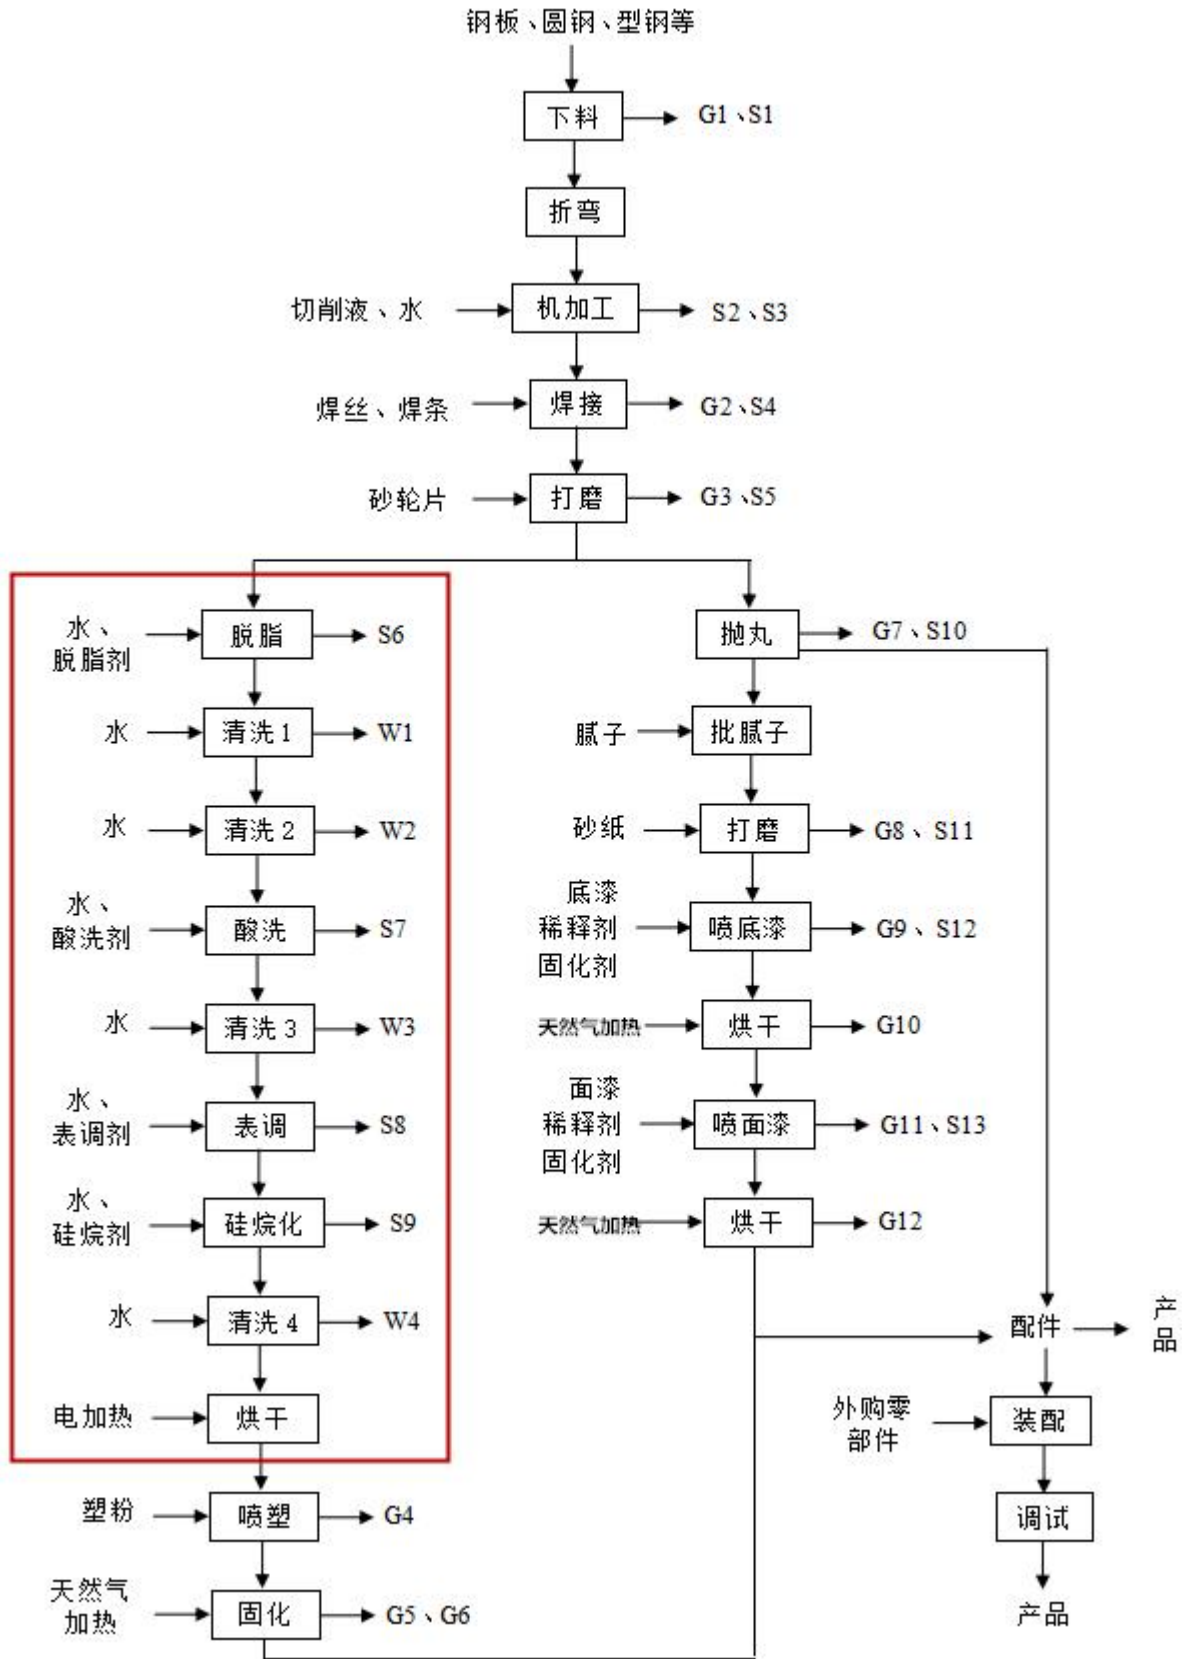 钢板、圆钢、型钢等
下料
G1、S1
折弯
切削液、水
机加工
S2、S3
焊丝、焊条
焊接
G2、S4
砂轮片
打磨
G3、S5
水、
脱脂剂
脱脂
S6
水
清洗1
W1
水
清洗2
W2
水、
酸洗剂
酸洗
S7
水
清洗3
W3
水、
表调剂
表调
S8
水、
硅烷剂
硅烷化
S9
水
清洗4
W4
电加热
烘干
塑粉
喷塑
G4
天然气
加热
固化
G5、G6
抛丸
G7、S10
腻子
批腻子
砂纸
打磨
G8、S11
底漆
稀释剂
固化剂
喷底漆
G9、S12
天然气加热
烘干
G10
面漆
稀释剂
固化剂
喷面漆
G11、S13
天然气加热
烘干
G12
配件
产
品
外购零
部件
装配
调试
产品